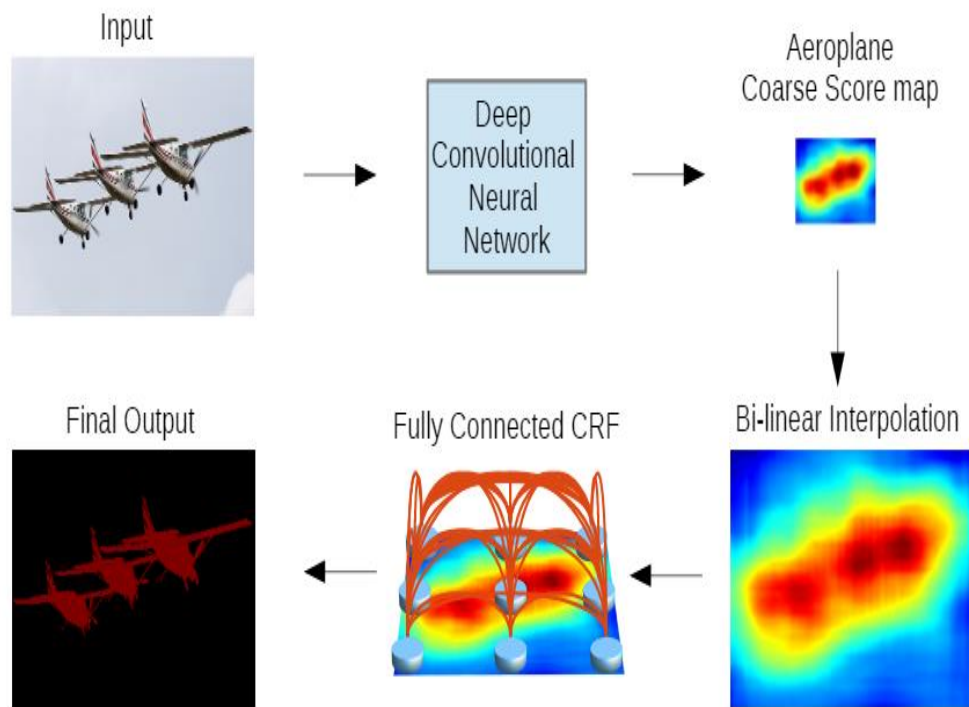 Input
Deep
Convolutional
Neural
Network
Aeroplane
Coarse Score map
Bi-linear Interpolation
Fully Connected CRF
Final Output